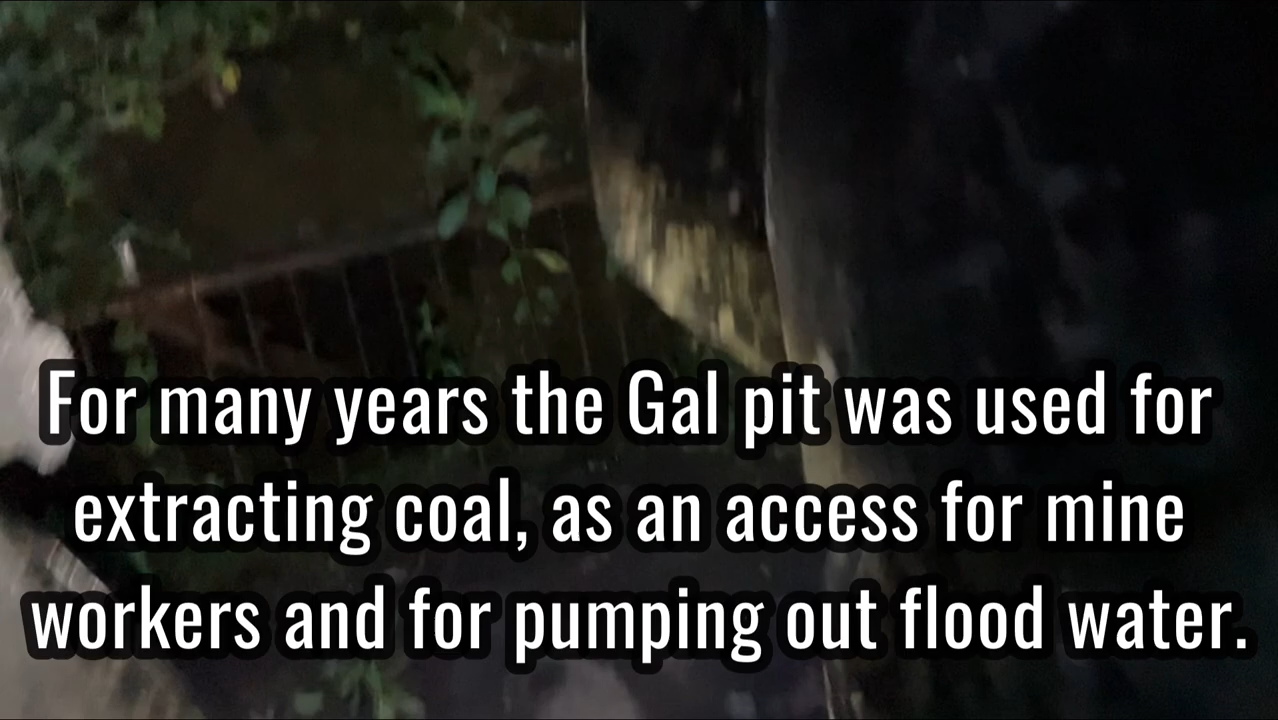 For many years the Gal pit was used for
extracting coal, as an access for mine
workers and for pumping out flood water.